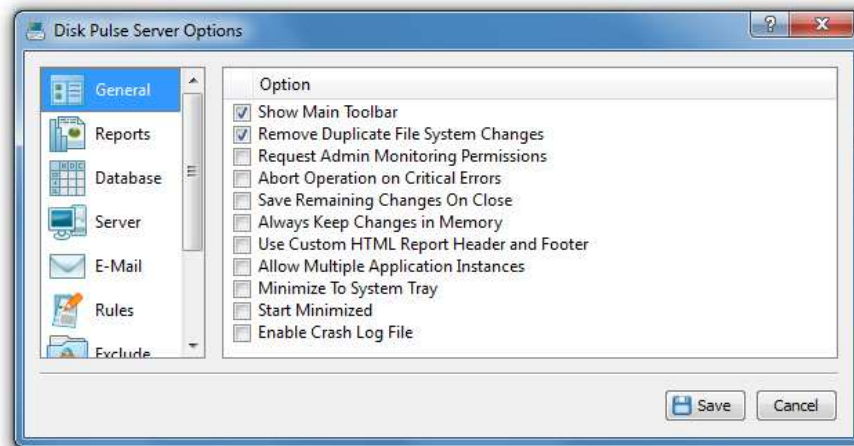 Disk Pulse Server Options
General
Reports
Database
Server
E-Mail
Rules
Exclude
Option
Show Main Toolbar
Remove Duplicate File System Changes
Request Admin Monitoring Permissions
Abort Operation on Critical Errors
Save Remaining Changes On Close
Always Keep Changes in Memory
Use Custom HTML Report Header and Footer
Allow Multiple Application Instances
Minimize To System Tray
Start Minimized
Enable Crash Log File
Save
Cancel